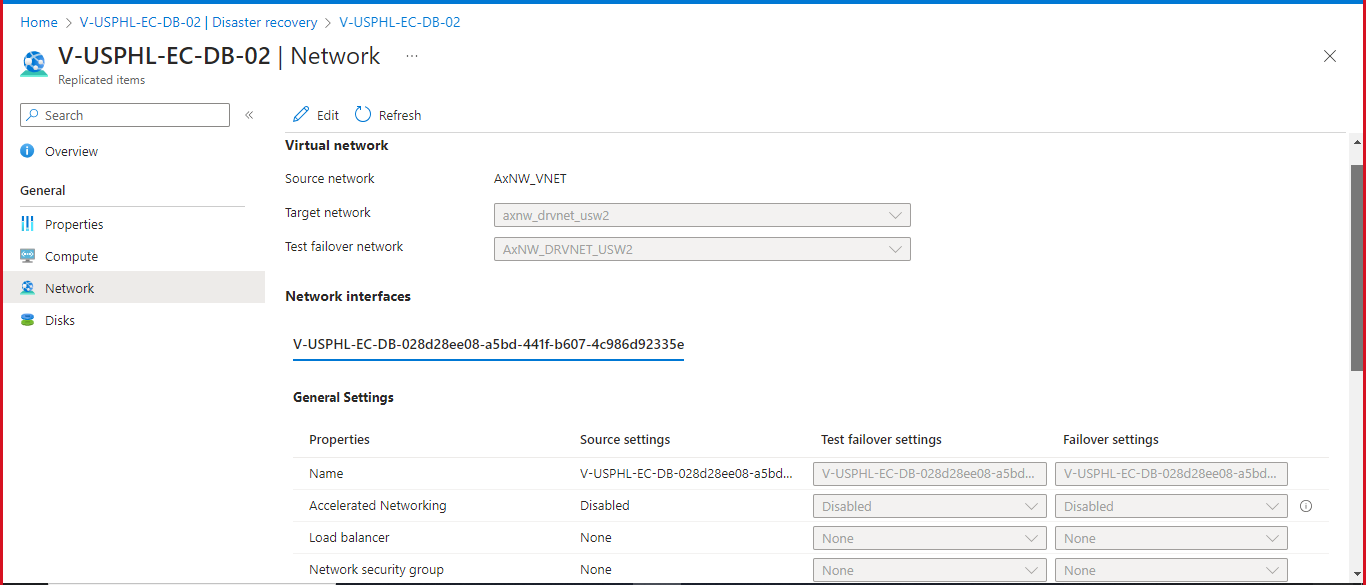 Home > V-USPHL-EC-DB-02 | Disaster recovery > V-USPHL-EC-DB-02
V-USPHL-EC-DB-02 | Network ...
Replicated items
Search «
Overview
General
Properties
Compute
Network
Disks
Edit Refresh
Virtual network
Source network AxNW_VNET
Target network axnw_drvnet_usw2
Test failover network AxNW_DRVNET_USW2
Network interfaces
V-USPHL-EC-DB-028d28ee08-a5bd-441f-b607-4c986d92335e
General Settings
Properties Source settings Test failover settings Failover settings
Name V-USPHL-EC-DB-028d28ee08-a5bd... V-USPHL-EC-DB-028d28ee08-a5bd... V-USPHL-EC-DB-028d28ee08-a5bd...
Accelerated Networking Disabled Disabled Disabled
Load balancer None None None
Network security group None None None